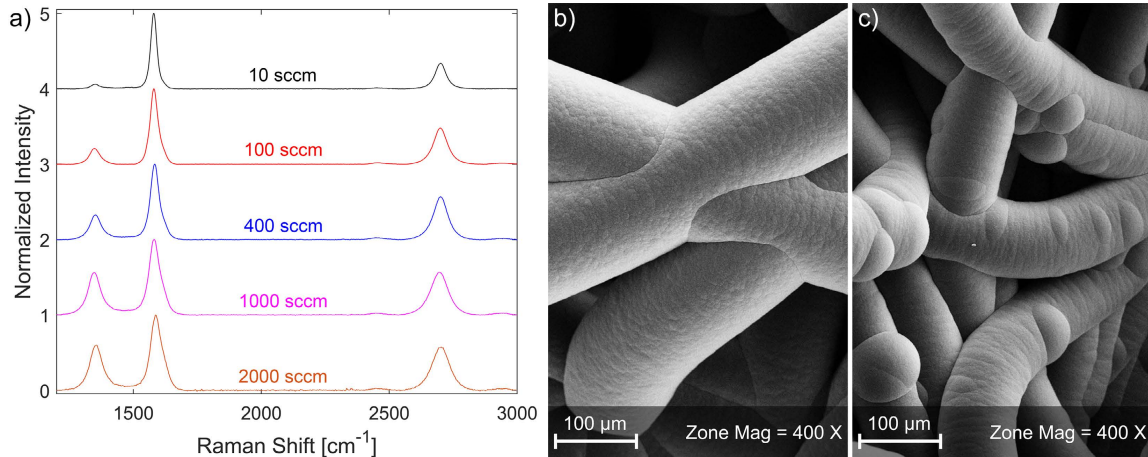 a)
5
4
3
2
1
0
Normalized Intensity
10 sccm
100 sccm
400 sccm
1000 sccm
2000 sccm
1500 2000 2500 3000
Raman Shift [cm⁻¹]
b)
100 µm Zone Mag = 400 X
c)
100 µm Zone Mag = 400 X